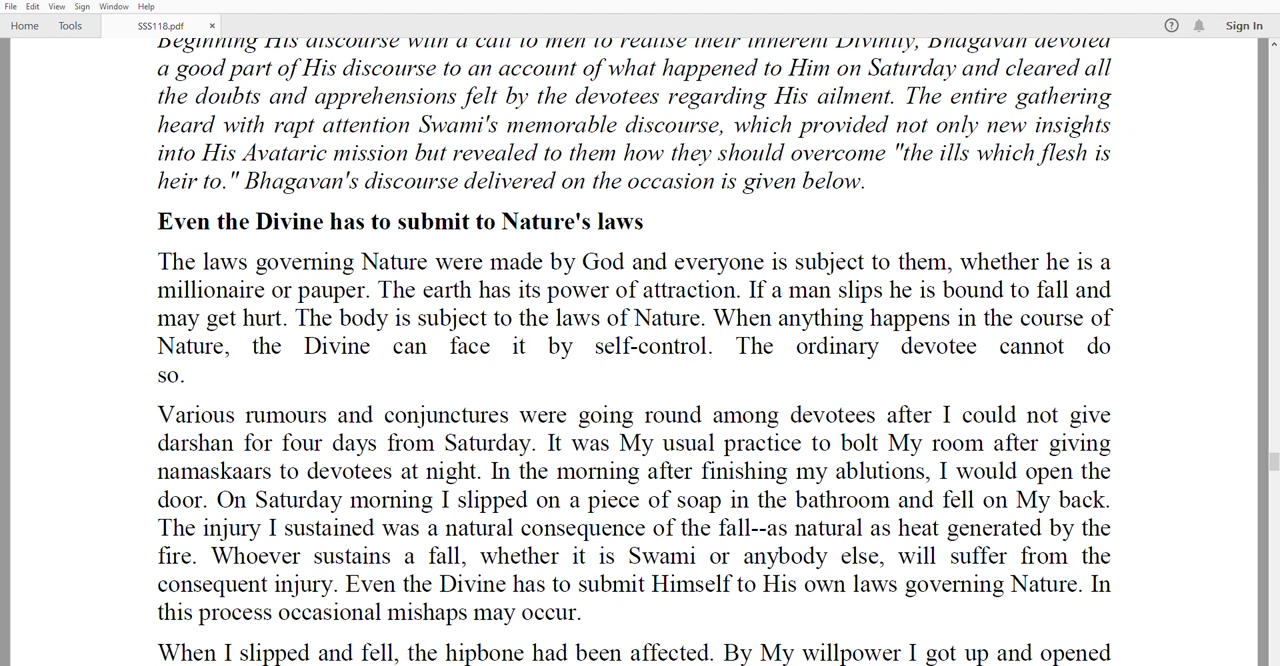 File Edit View Sign Window Help
Home Tools SSS118.pdf × ? Sign In
Beginning His discourse with a call to men to realise their inherent Divinity, Bhagavan devoted
a good part of His discourse to an account of what happened to Him on Saturday and cleared all
the doubts and apprehensions felt by the devotees regarding His ailment. The entire gathering
heard with rapt attention Swami's memorable discourse, which provided not only new insights
into His Avataric mission but revealed to them how they should overcome "the ills which flesh is
heir to." Bhagavan's discourse delivered on the occasion is given below.
Even the Divine has to submit to Nature's laws
The laws governing Nature were made by God and everyone is subject to them, whether he is a
millionaire or pauper. The earth has its power of attraction. If a man slips he is bound to fall and
may get hurt. The body is subject to the laws of Nature. When anything happens in the course of
Nature, the Divine can face it by self-control. The ordinary devotee cannot do
so.
Various rumours and conjunctures were going round among devotees after I could not give
darshan for four days from Saturday. It was My usual practice to bolt My room after giving
namaskaars to devotees at night. In the morning after finishing my ablutions, I would open the
door. On Saturday morning I slipped on a piece of soap in the bathroom and fell on My back.
The injury I sustained was a natural consequence of the fall--as natural as heat generated by the
fire. Whoever sustains a fall, whether it is Swami or anybody else, will suffer from the
consequent injury. Even the Divine has to submit Himself to His own laws governing Nature. In
this process occasional mishaps may occur.
When I slipped and fell, the hipbone had been affected. By My willpower I got up and opened